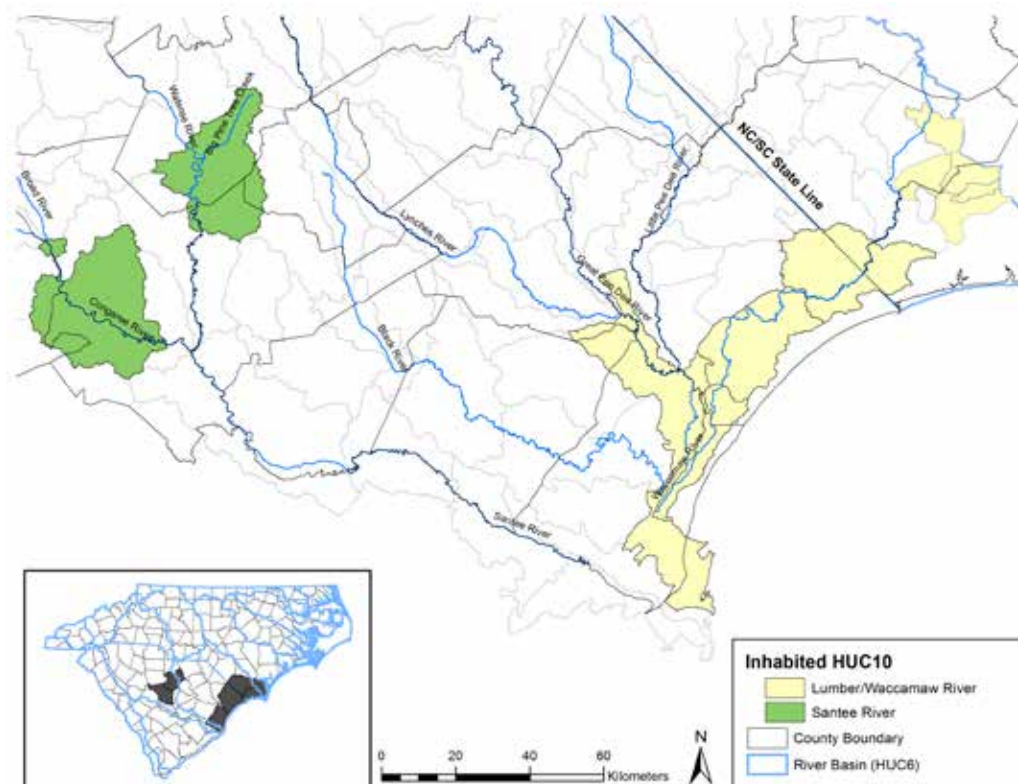 Wateree River
Big Pine Tree Creek
Broad River
Congaree River
Lynches River
Black River
Great Pee Dee River
Little Pee Dee River
NC/SC State Line
Santee River
Inhabited HUC10
Lumber/Waccamaw River
Santee River
County Boundary
River Basin (HUC6)
N
0 20 40 60
Kilometers